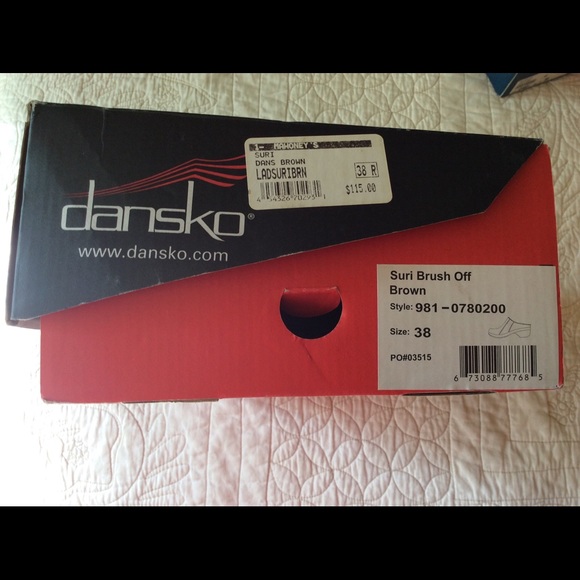 1- MAHONEY'S
SURI
DANS BROWN
LADSURIBRN
38 R
$115.00
dansko®
www.dansko.com
Suri Brush Off
Brown
Style: 981-0780200
Size: 38
PO#03515
6 73088 77768 5